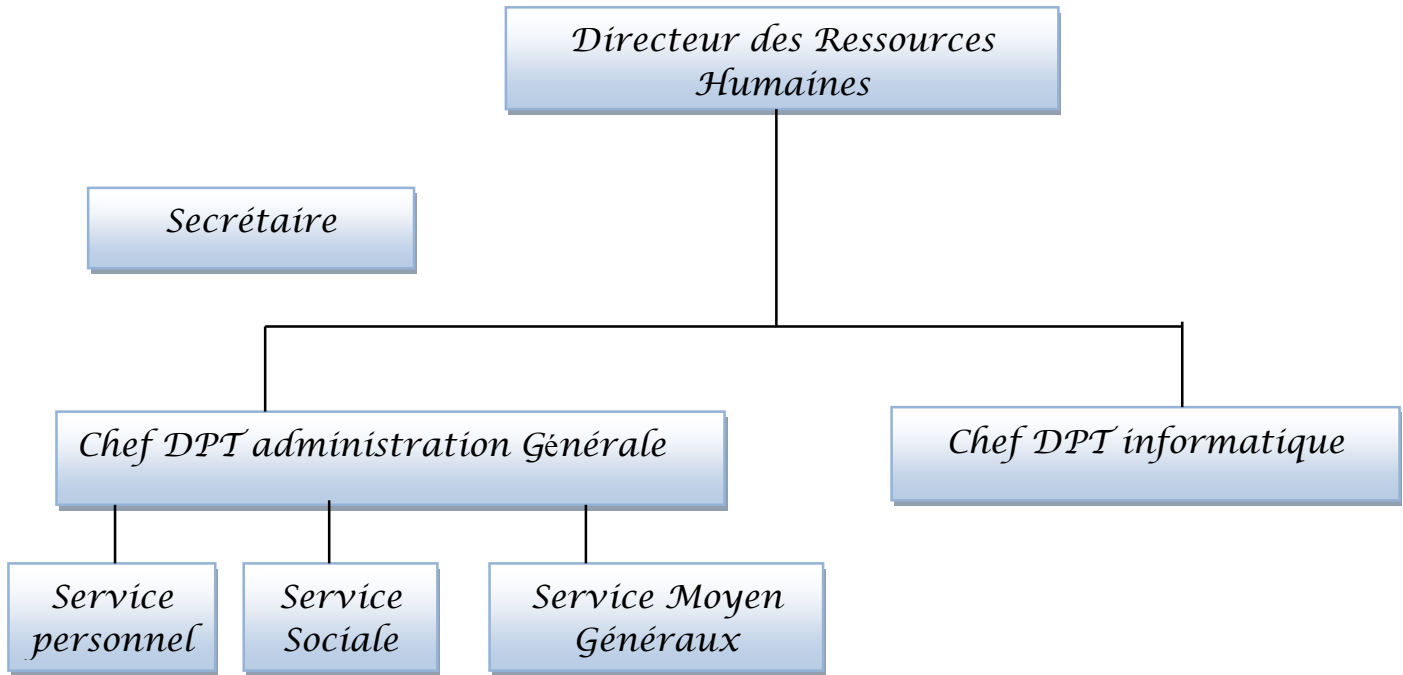 Directeur des Ressources
Humaines
Secrétaire
Chef DPT administration Générale
Chef DPT informatique
Service
personnel
Service
Sociale
Service Moyen
Généraux